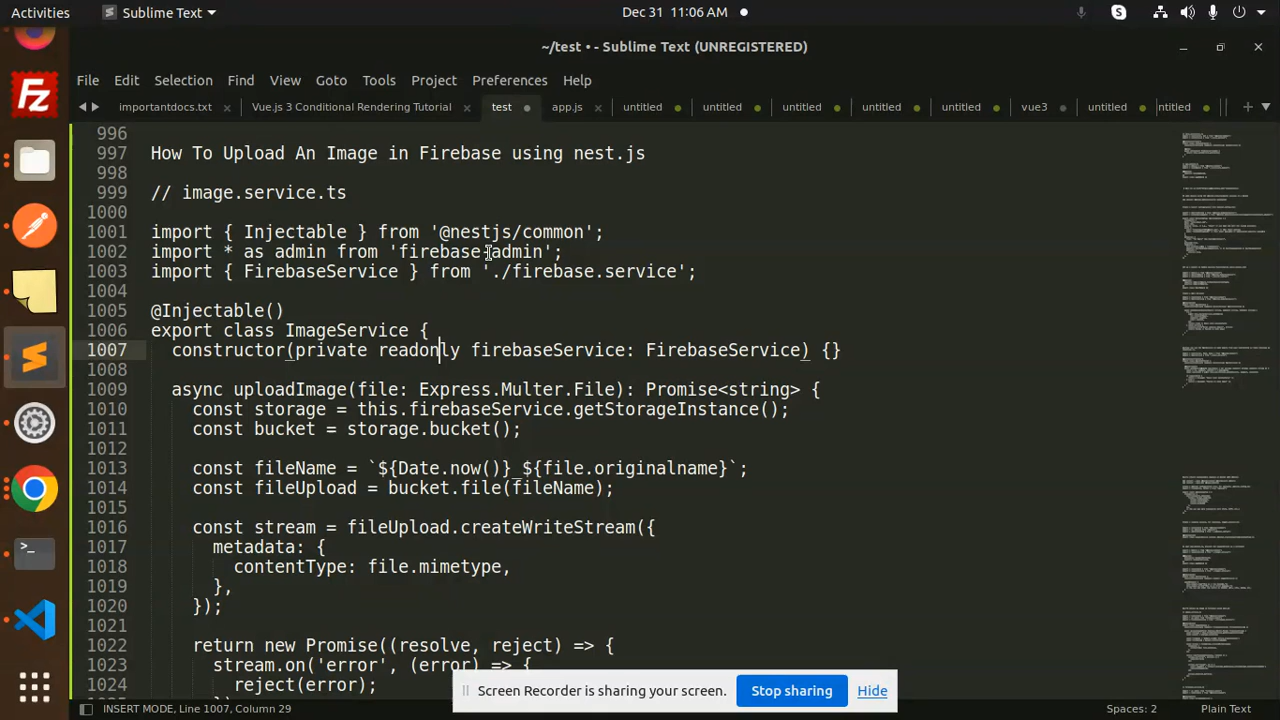 Activities
Sublime Text
Dec 31 11:06 AM
~/test • - Sublime Text (UNREGISTERED)
File Edit Selection Find View Goto Tools Project Preferences Help
importantdocs.txt Vue.js 3 Conditional Rendering Tutorial test app.js untitled untitled untitled untitled untitled vue3 untitled ntitled
996
997 How To Upload An Image in Firebase using nest.js
998
999 // image.service.ts
1000
1001 import { Injectable } from '@nestjs/common';
1002 import * as admin from 'firebase-admin';
1003 import { FirebaseService } from './firebase.service';
1004
1005 @Injectable()
1006 export class ImageService {
1007 constructor(private readonly firebaseService: FirebaseService) {}
1008
1009 async uploadImage(file: Express.Multer.File): Promise<string> {
1010 const storage = this.firebaseService.getStorageInstance();
1011 const bucket = storage.bucket();
1012
1013 const fileName = `${Date.now()}_${file.originalname}`;
1014 const fileUpload = bucket.file(fileName);
1015
1016 const stream = fileUpload.createWriteStream({
1017 metadata: {
1018 contentType: file.mimetype,
1019 },
1020 });
1021
1022 return new Promise((resolve, reject) => {
1023 stream.on('error', (error) => {
1024 reject(error);
Screen Recorder is sharing your screen. Stop sharing Hide
INSERT MODE, Line 1007, Column 29
Spaces: 2
Plain Text